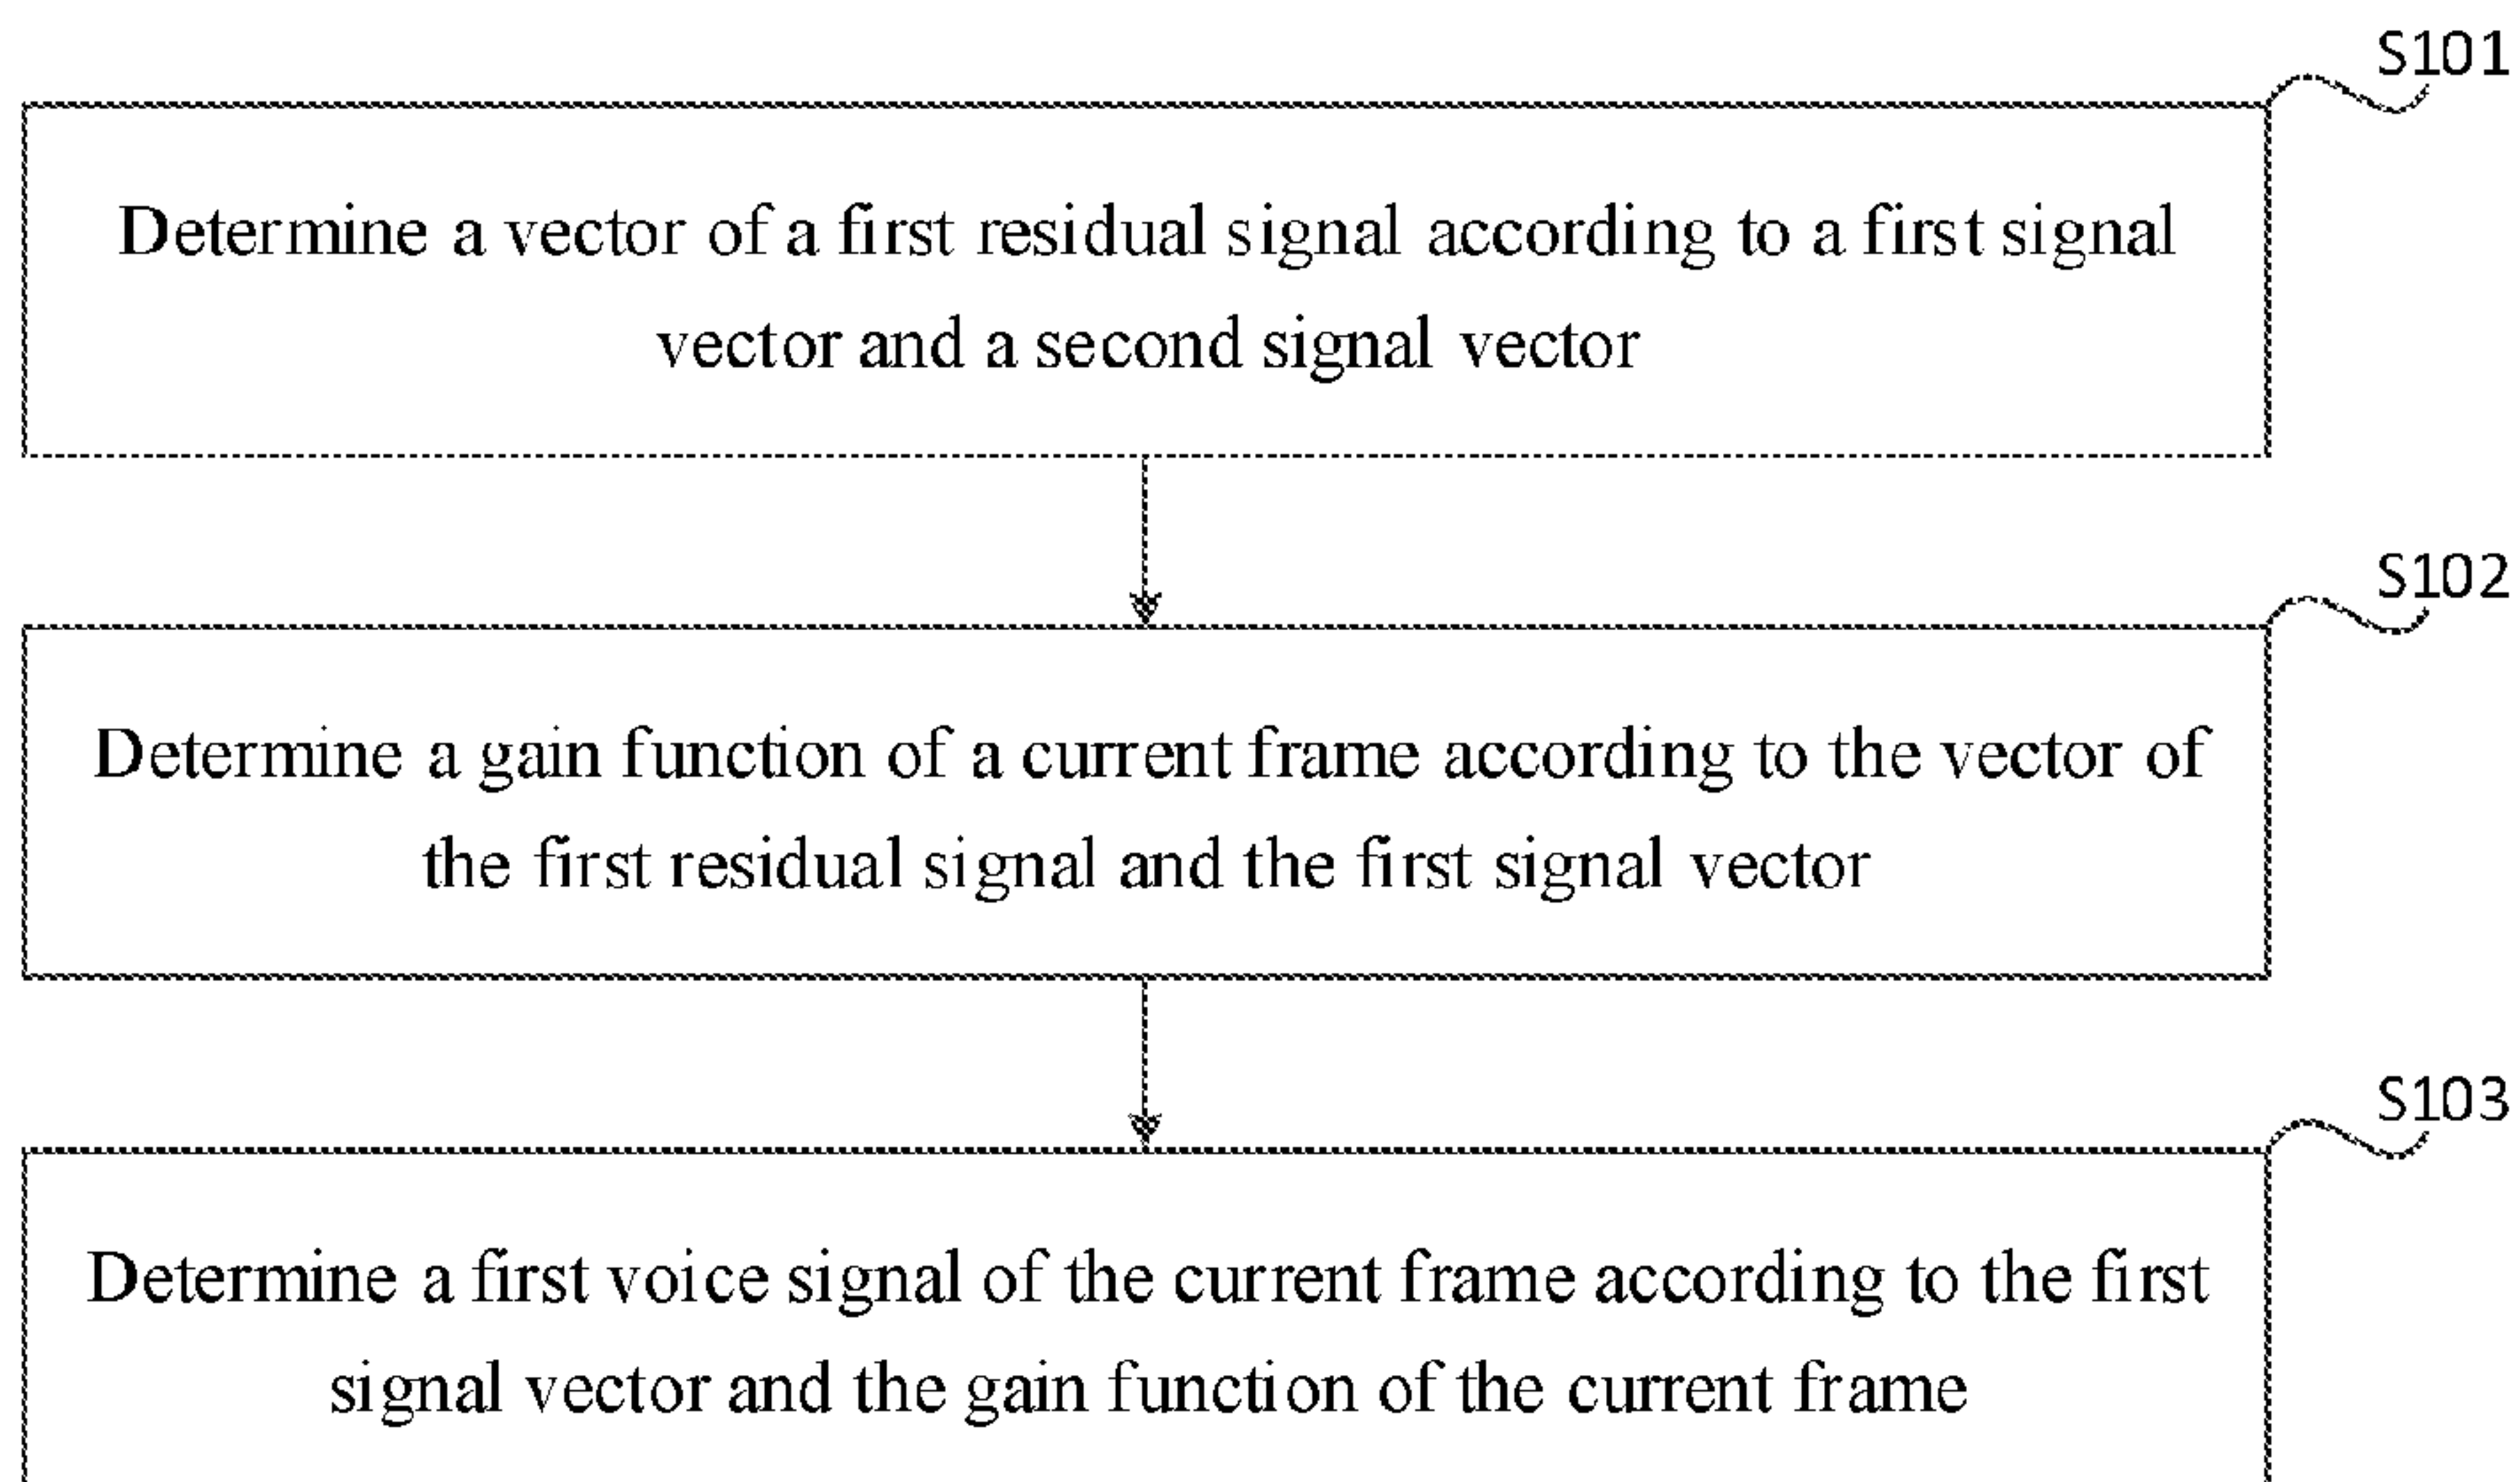 S101
Determine a vector of a first residual signal according to a first signal
vector and a second signal vector
S102
Determine a gain function of a current frame according to the vector of
the first residual signal and the first signal vector
S103
Determine a first voice signal of the current frame according to the first
signal vector and the gain function of the current frame